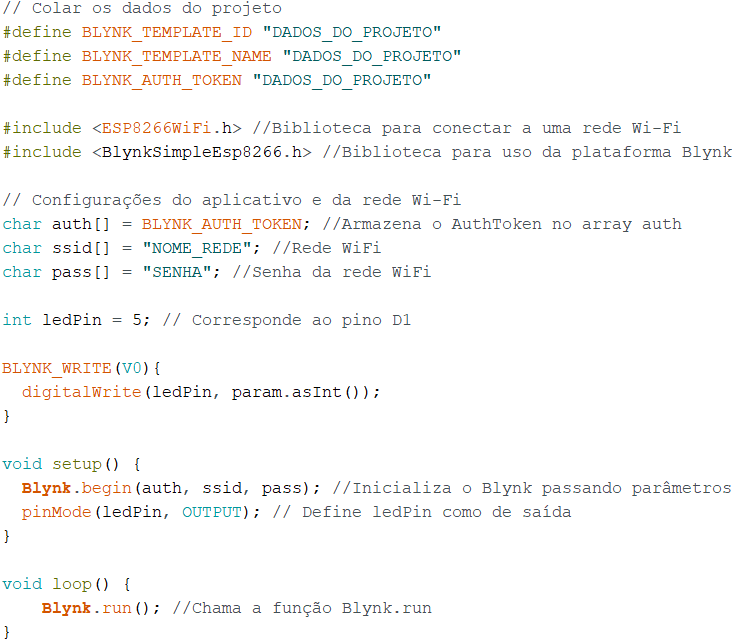 // Colar os dados do projeto
#define BLYNK_TEMPLATE_ID "DADOS_DO_PROJETO"
#define BLYNK_TEMPLATE_NAME "DADOS_DO_PROJETO"
#define BLYNK_AUTH_TOKEN "DADOS_DO_PROJETO"

#include <ESP8266WiFi.h> //Biblioteca para conectar a uma rede Wi-Fi
#include <BlynkSimpleEsp8266.h> //Biblioteca para uso da plataforma Blynk

// Configurações do aplicativo e da rede Wi-Fi
char auth[] = BLYNK_AUTH_TOKEN; //Armazena o AuthToken no array auth
char ssid[] = "NOME_REDE"; //Rede WiFi
char pass[] = "SENHA"; //Senha da rede WiFi

int ledPin = 5; // Corresponde ao pino D1

BLYNK_WRITE(V0){
  digitalWrite(ledPin, param.asInt());
}

void setup() {
  Blynk.begin(auth, ssid, pass); //Inicializa o Blynk passando parâmetros
  pinMode(ledPin, OUTPUT); // Define ledPin como de saída
}

void loop() {
    Blynk.run(); //Chama a função Blynk.run
}